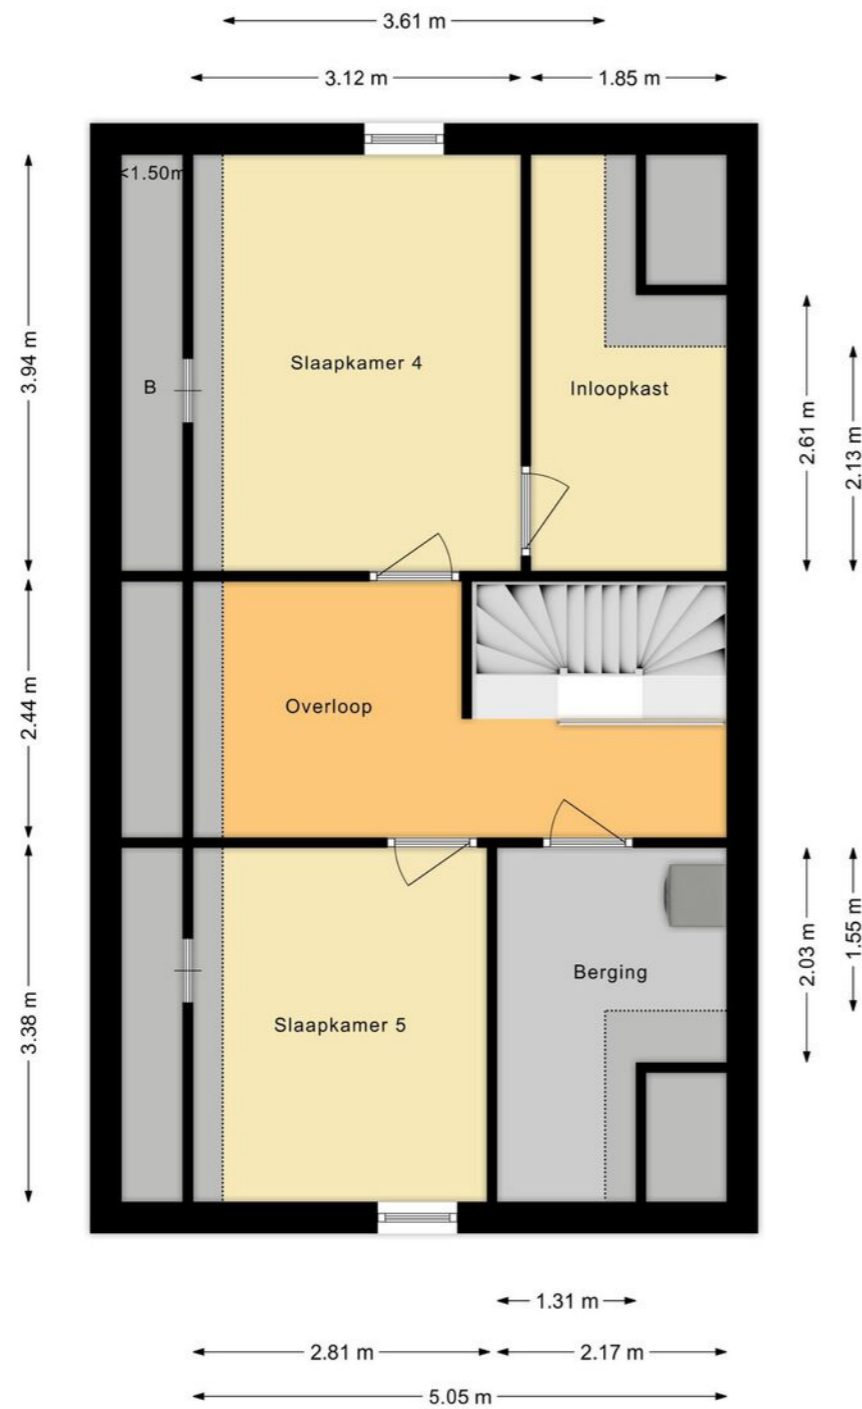 3.61 m
3.12 m
1.85 m
<1.50m
3.94 m
Slaapkamer 4
B
Inloopkast
2.61 m
2.13 m
2.44 m
Overloop
3.38 m
Berging
2.03 m
1.55 m
Slaapkamer 5
1.31 m
2.81 m
2.17 m
5.05 m